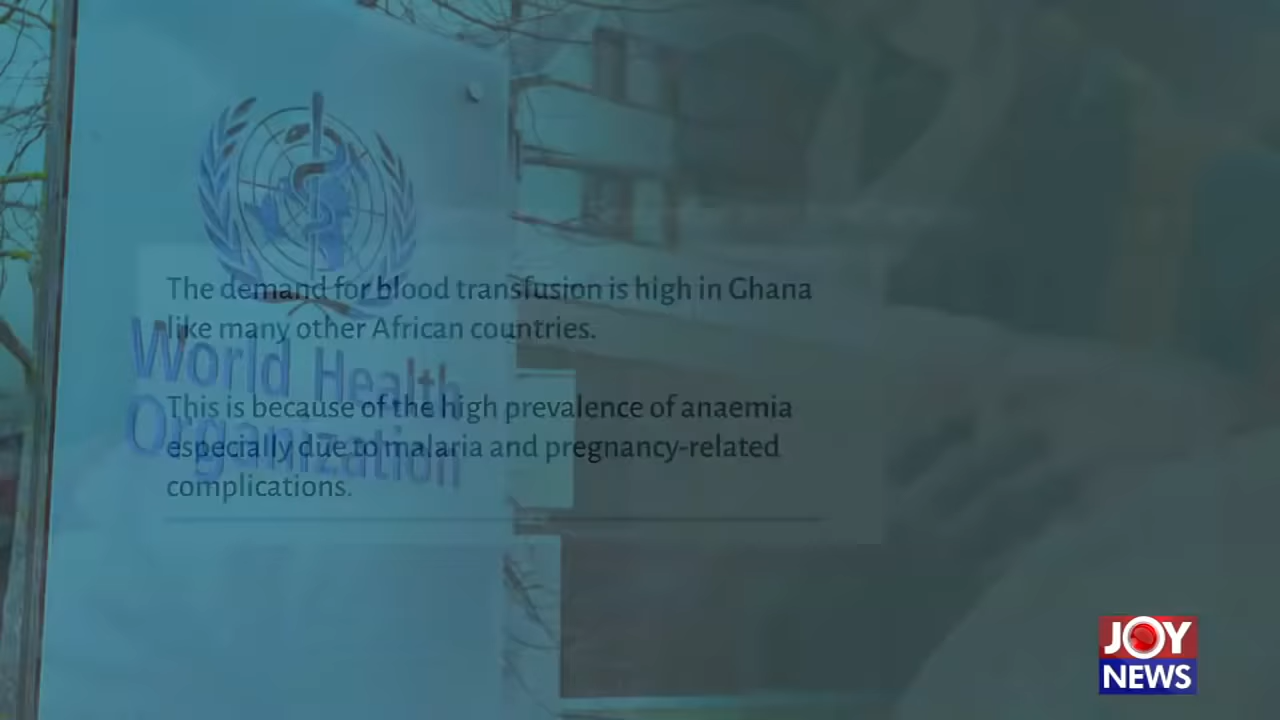 The demand for blood transfusion is high in Ghana
like many other African countries.
World Health
This is because of the high prevalence of anaemia
Organization
especially due to malaria and pregnancy-related
complications.
JOY
NEWS